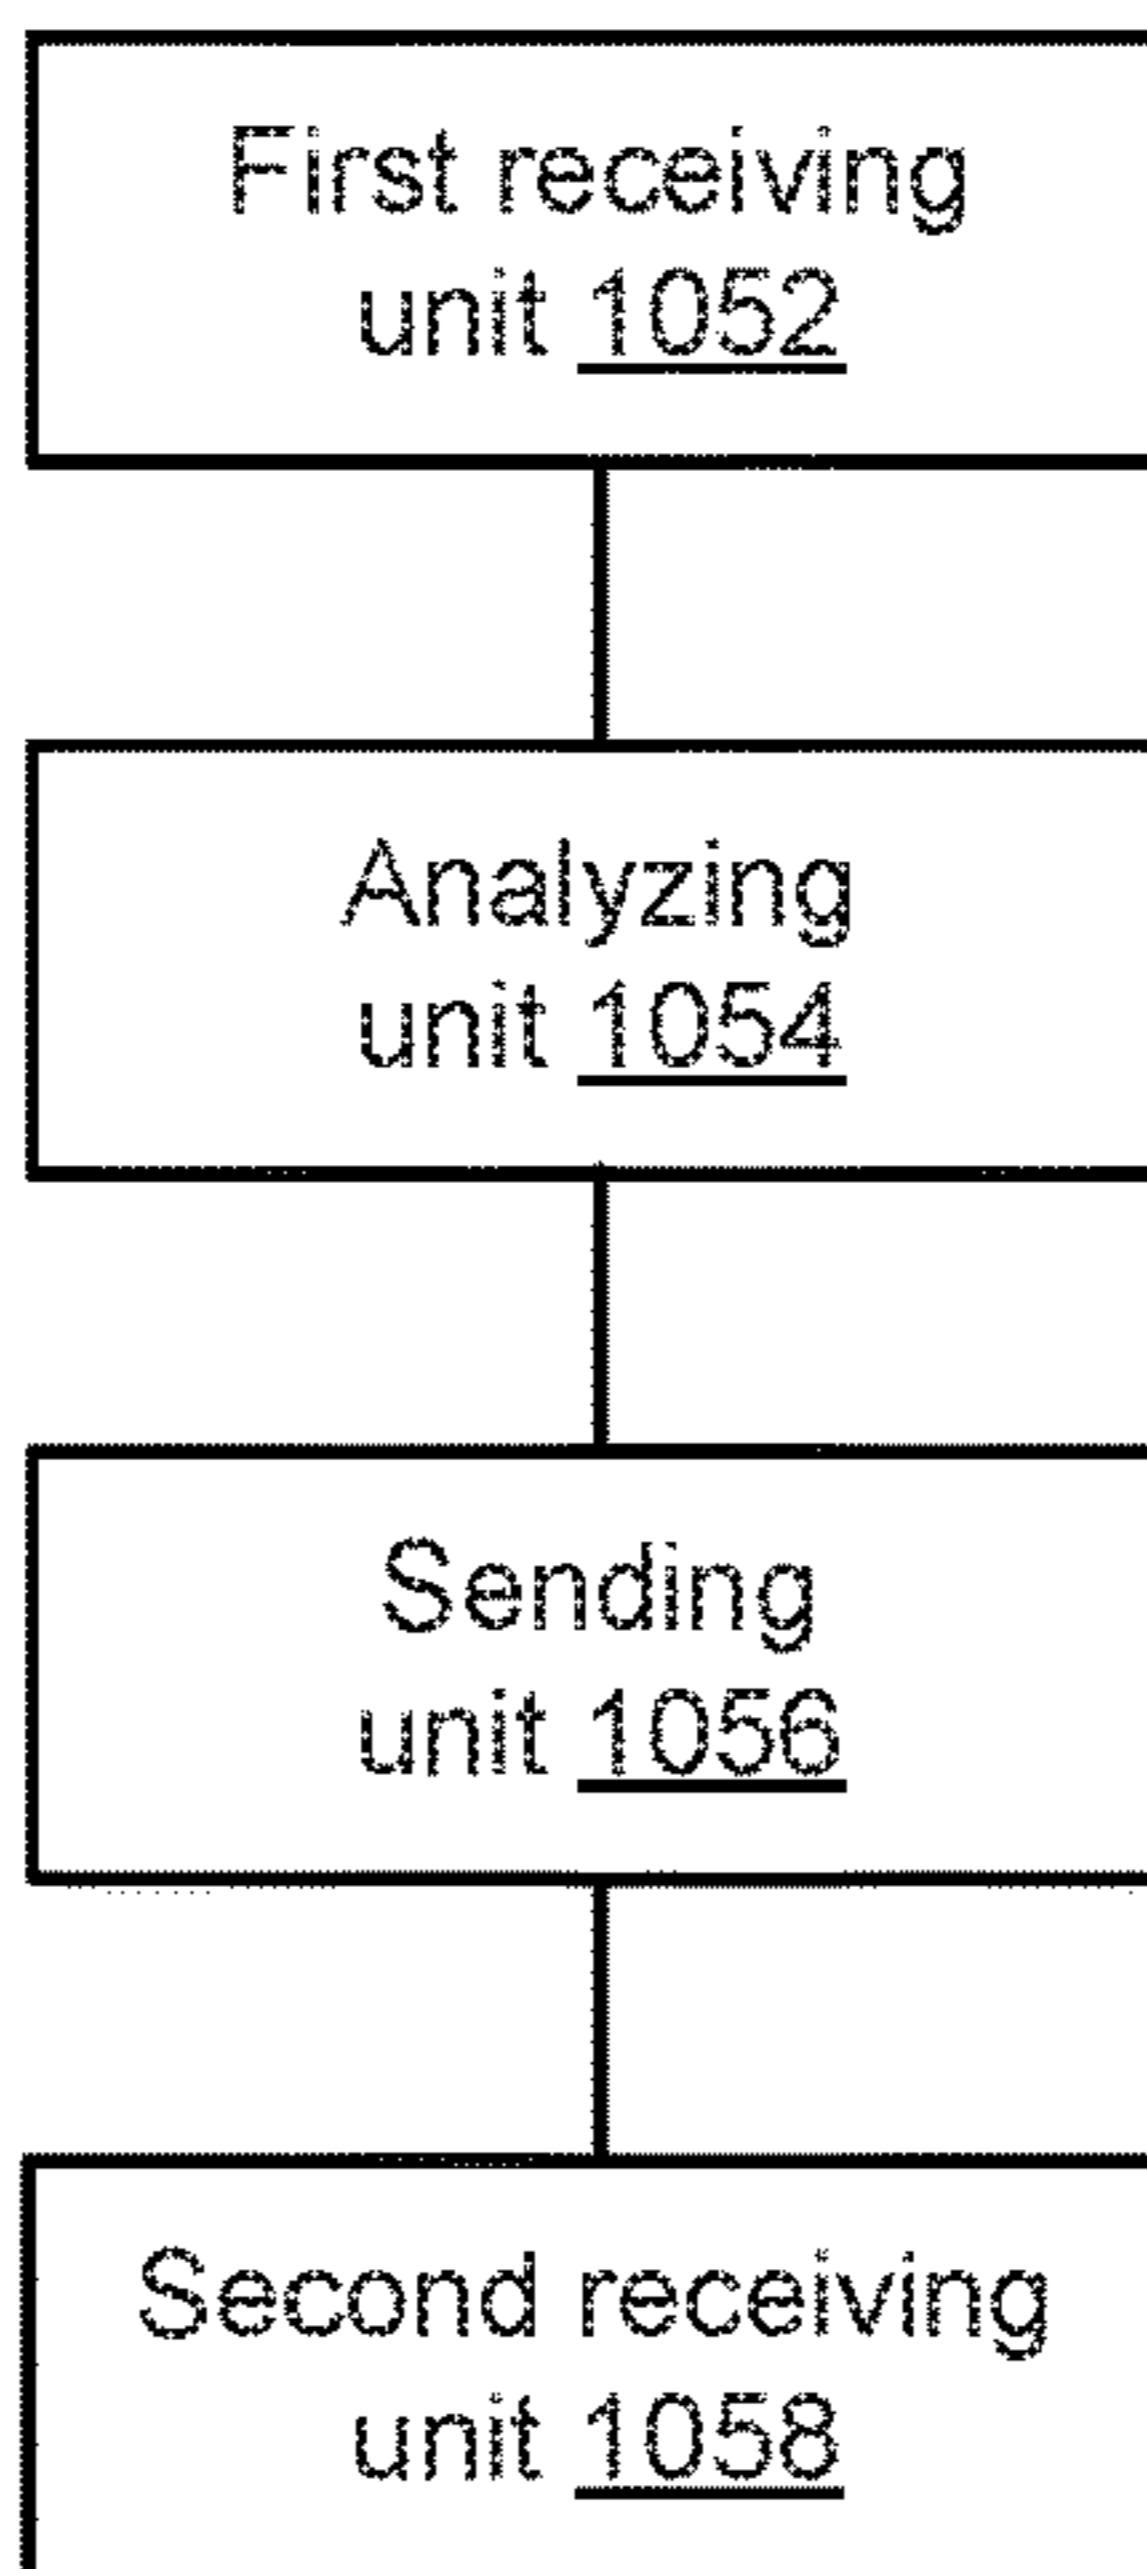 First receiving
unit 1052
Analyzing
unit 1054
Sending
unit 1056
Second receiving
unit 1058